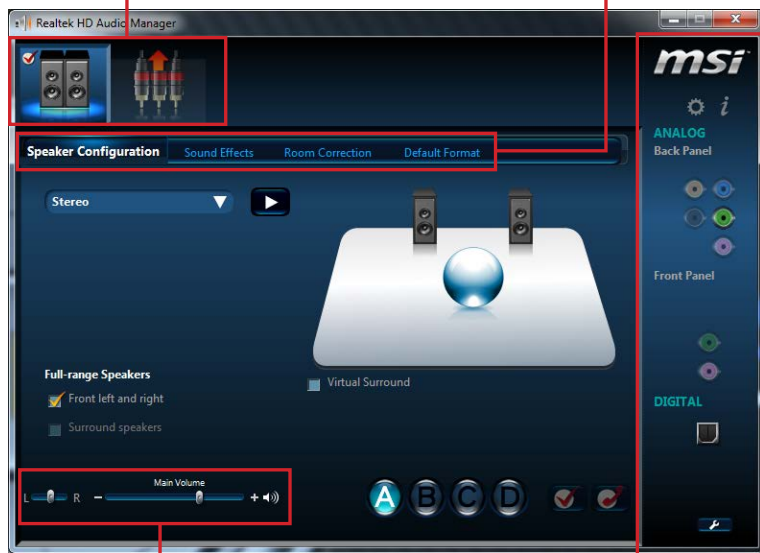 Realtek HD Audio Manager
msi
i
ANALOG
Back Panel
Speaker Configuration Sound Effects Room Correction Default Format
Stereo
Front Panel
Full-range Speakers
Front left and right
Surround speakers
Virtual Surround
DIGITAL
Main Volume
L R - +
A B C D